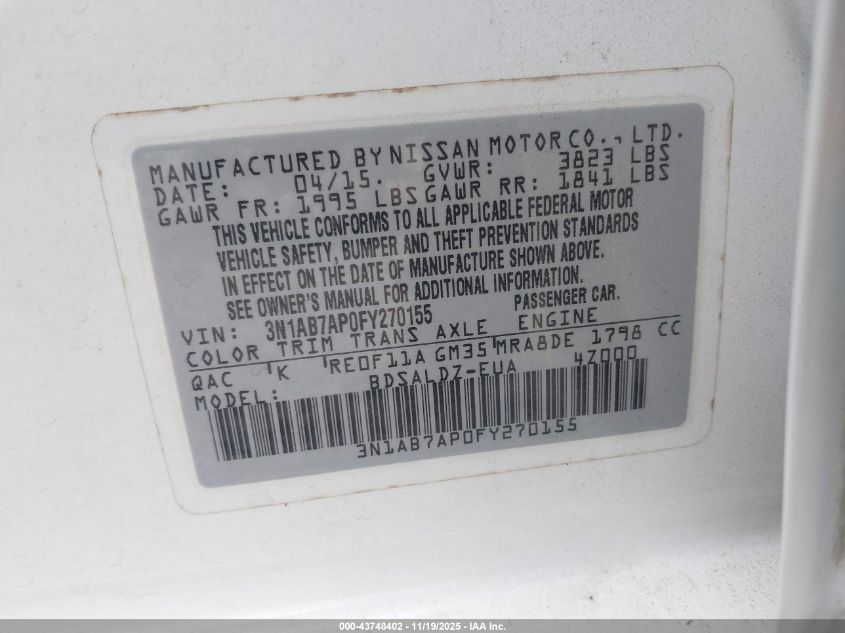 MANUFACTURED BY NISSAN MOTOR CO., LTD.
DATE: 04/15. GVWR: 3823 LBS
GAWR FR: 1995 LBS GAWR RR: 1841 LBS
THIS VEHICLE CONFORMS TO ALL APPLICABLE FEDERAL MOTOR
VEHICLE SAFETY, BUMPER AND THEFT PREVENTION STANDARDS
IN EFFECT ON THE DATE OF MANUFACTURE SHOWN ABOVE.
SEE OWNER'S MANUAL FOR ADDITIONAL INFORMATION.
VIN: 3N1AB7AP0FY270155 PASSENGER CAR.
COLOR TRIM TRANS AXLE ENGINE
QAC K RE0F11A GM35 MRA8DE 1798 CC
MODEL: BDSALDZ-EUA 4Z000
3N1AB7AP0FY270155
000-43748402 - 11/19/2025 - IAA Inc.